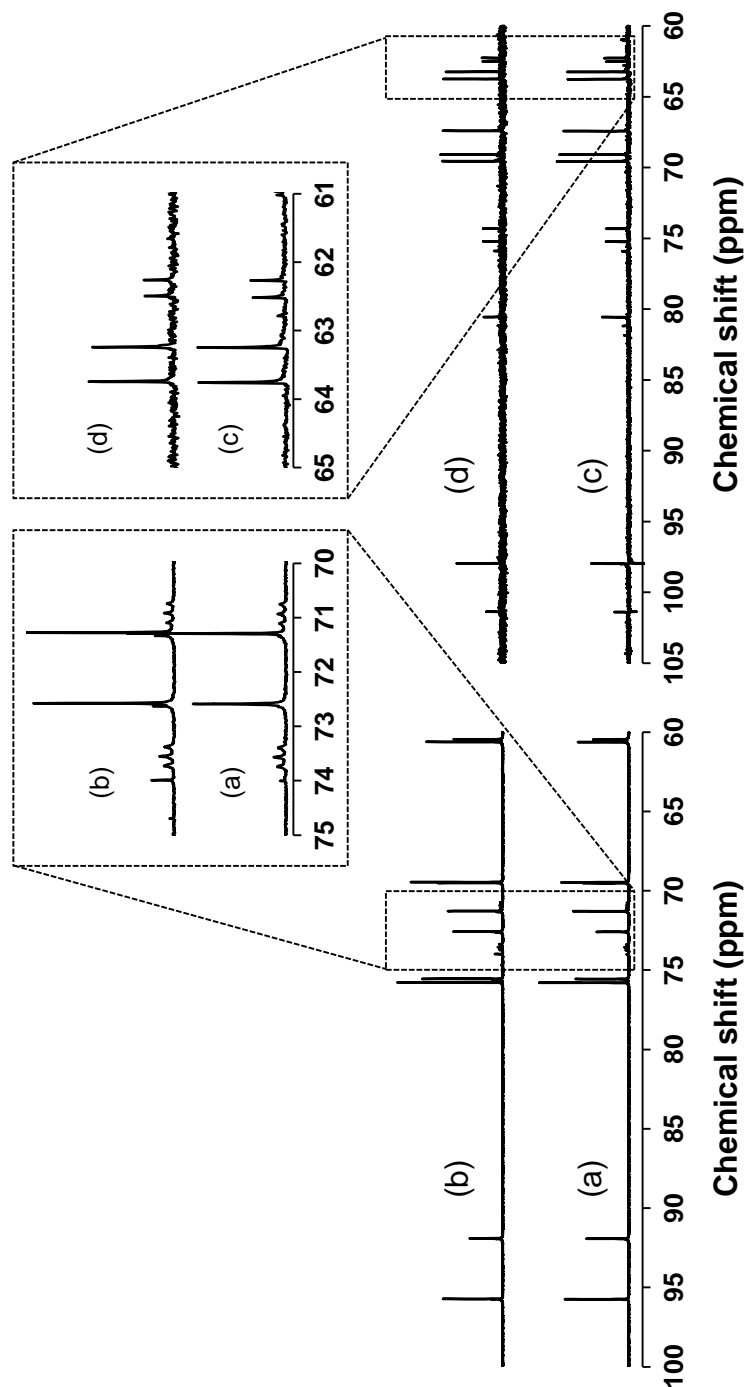 (b)
(a)
75 74 73 72 71 70
(d)
(c)
65 64 63 62 61
(b)
(a)
100 95 90 85 80 75 70 65 60
Chemical shift (ppm)
(d)
(c)
105 100 95 90 85 80 75 70 65 60
Chemical shift (ppm)